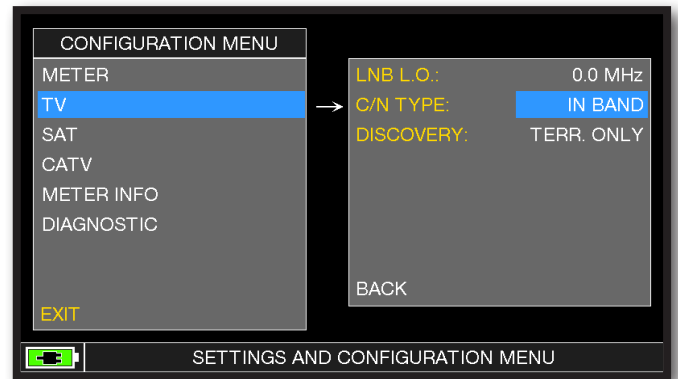 CONFIGURATION MENU
METER
TV
SAT
CATV
METER INFO
DIAGNOSTIC
EXIT
LNB L.O.: 0.0 MHz
C/N TYPE: IN BAND
DISCOVERY: TERR. ONLY
BACK
SETTINGS AND CONFIGURATION MENU